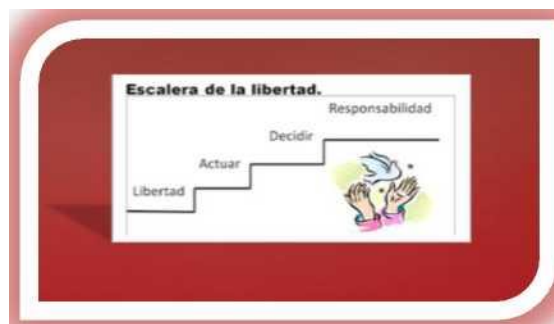 Escalera de la libertad.
Responsabilidad
Decidir
Actuar
Libertad